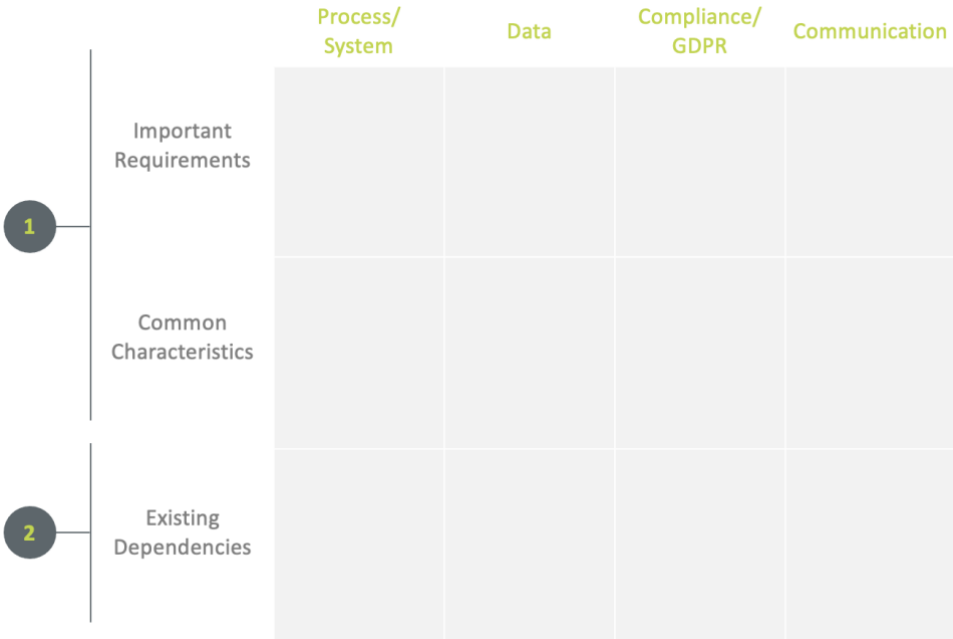 Process/
System
Data
Compliance/
GDPR
Communication
Important
Requirements
1
Common
Characteristics
2
Existing
Dependencies